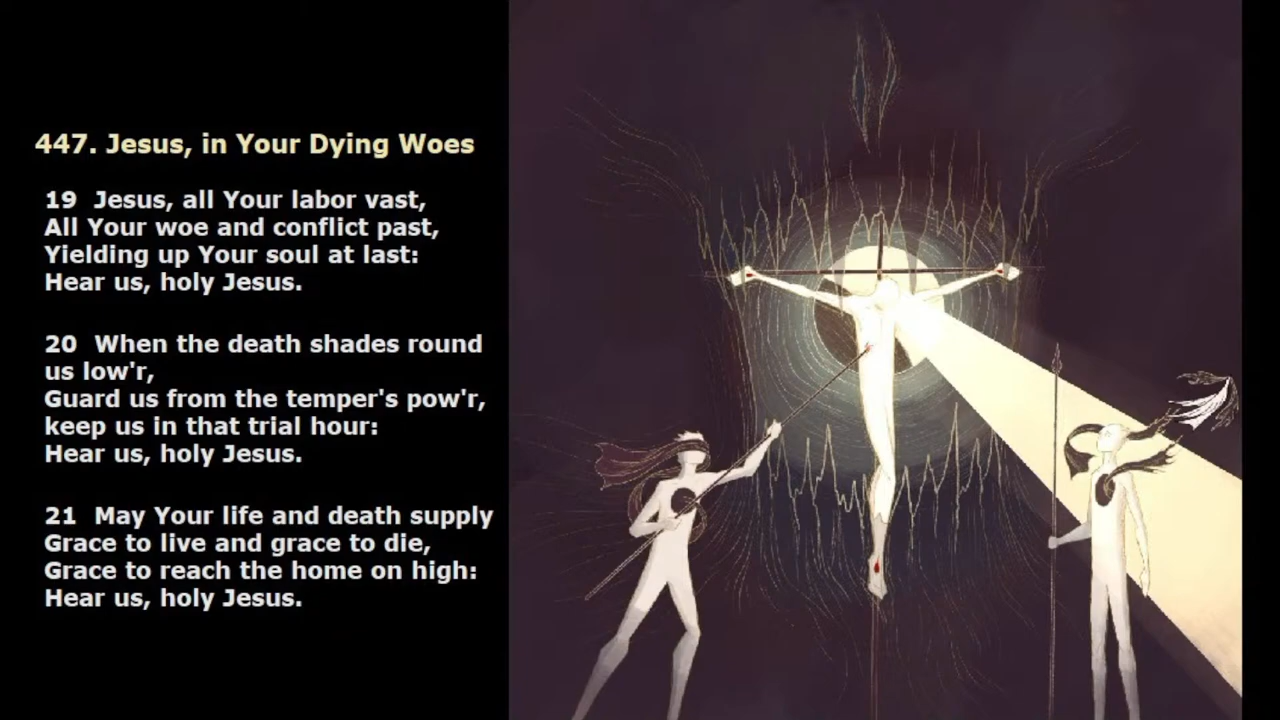 447. Jesus, in Your Dying Woes
19  Jesus, all Your labor vast,
All Your woe and conflict past,
Yielding up Your soul at last:
Hear us, holy Jesus.
20  When the death shades round
us low'r,
Guard us from the temper's pow'r,
keep us in that trial hour:
Hear us, holy Jesus.
21  May Your life and death supply
Grace to live and grace to die,
Grace to reach the home on high:
Hear us, holy Jesus.